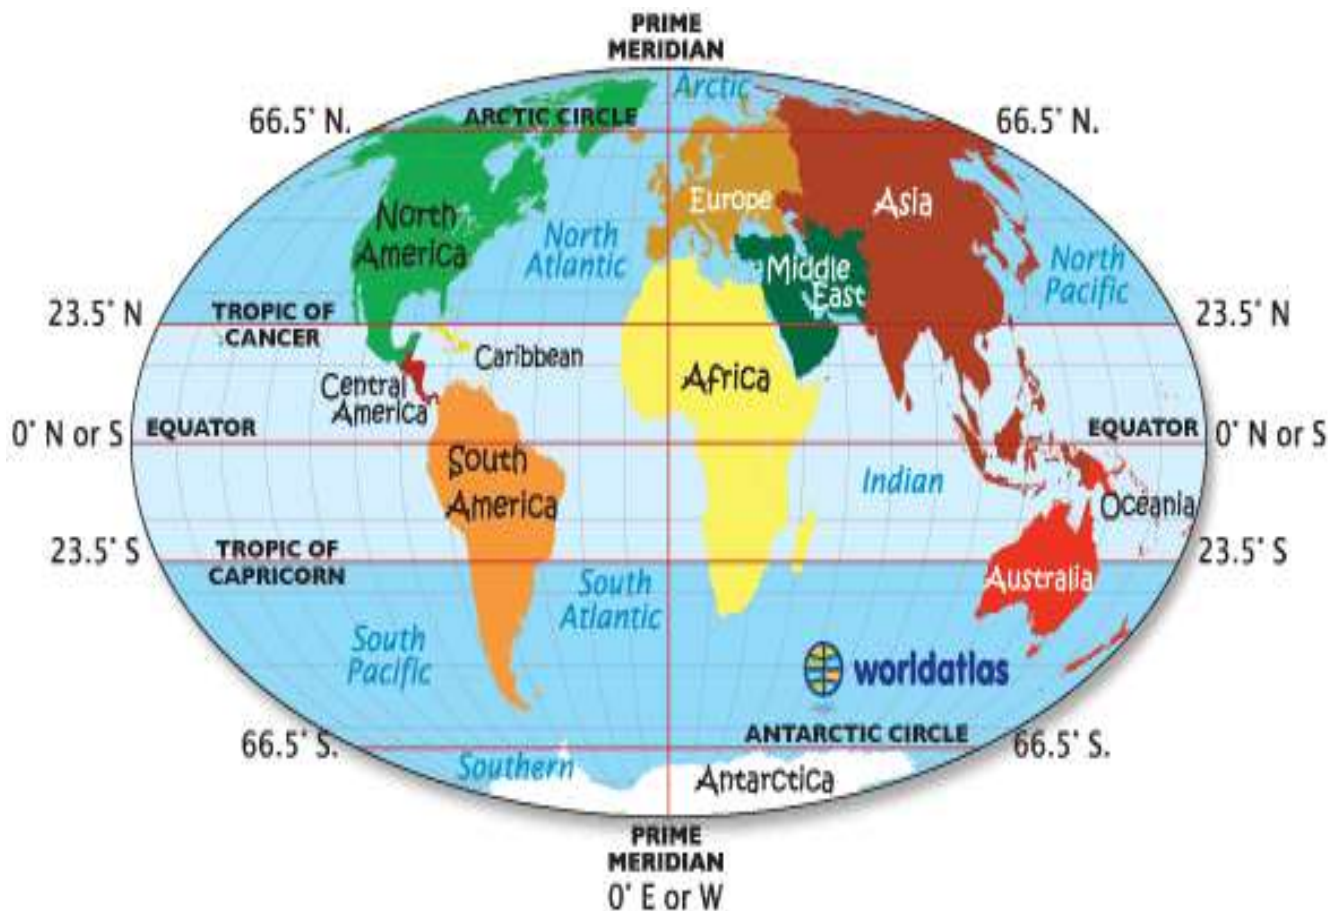 PRIME
MERIDIAN
Arctic
66.5° N.
ARCTIC CIRCLE
66.5° N.
North
America
North
Atlantic
Europe
Asia
Middle
East
North
Pacific
23.5° N
TROPIC OF
CANCER
23.5° N
Caribbean
Central
America
Africa
0° N or S
EQUATOR
EQUATOR
0° N or S
South
America
Indian
Oceania
23.5° S
TROPIC OF
CAPRICORN
23.5° S
South
Atlantic
Australia
South
Pacific
worldatlas
66.5° S.
ANTARCTIC CIRCLE
66.5° S.
Southern
Antarctica
PRIME
MERIDIAN
0° E or W